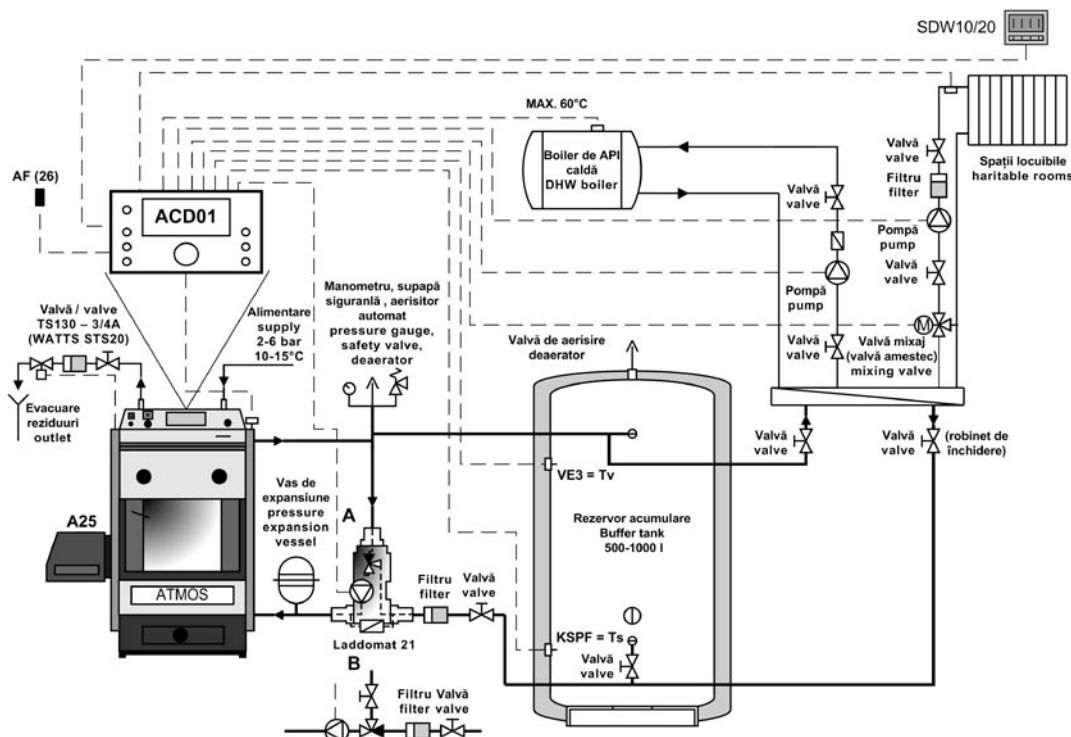 SDW10/20
MAX. 60°C
Boiler de API
caldă
DHW boiler
Valvă
valve
Spații locuibile
haritable rooms
Filtru
filter
AF (26)
ACD01
Valvă
valve
Pompă
pump
Valvă
valve
Pompă
pump
Manometru, supapă
siguranlă , aerisitor
automat
pressure gauge,
safety valve,
deaerator
Valvă / valve
TS130 – 3/4A
(WATTS STS20)
Alimentare
supply
2-6 bar
10-15°C
M
Valvă mixaj
(valvă amestec)
mixing valve
Valvă de aerisire
deaerator
Valvă
valve
Evacuare
reziduuri
outlet
Valvă
valve
Valvă
valve
(robinet de
închidere)
VE3 = Tv
Vas de
expansiune
pressure
expansion
vessel
A
A25
Rezervor acumulare
Buffer tank
500-1000 l
Filtru
filter
Valvă
valve
ATMOS
Laddomat 21
KSPF = Ts
Valvă
valve
B
Filtru Valvă
filter valve